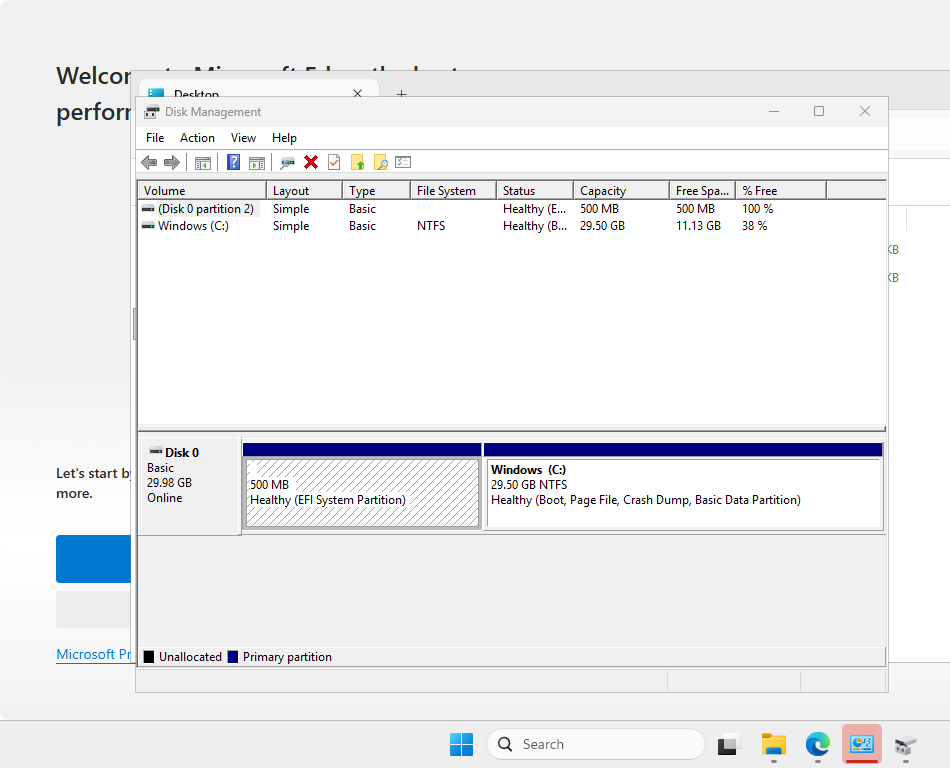 Welcom
perforr
Desktop
Disk Management
File Action View Help
Volume Layout Type File System Status Capacity Free Spa... % Free
(Disk 0 partition 2) Simple Basic Healthy (E... 500 MB 500 MB 100 %
Windows (C:) Simple Basic NTFS Healthy (B... 29.50 GB 11.13 GB 38 %
KB
KB
Disk 0
Basic
29.98 GB
Online
500 MB
Healthy (EFI System Partition)
Windows (C:)
29.50 GB NTFS
Healthy (Boot, Page File, Crash Dump, Basic Data Partition)
Let's start by
more.
Microsoft Pr
Unallocated Primary partition
Search